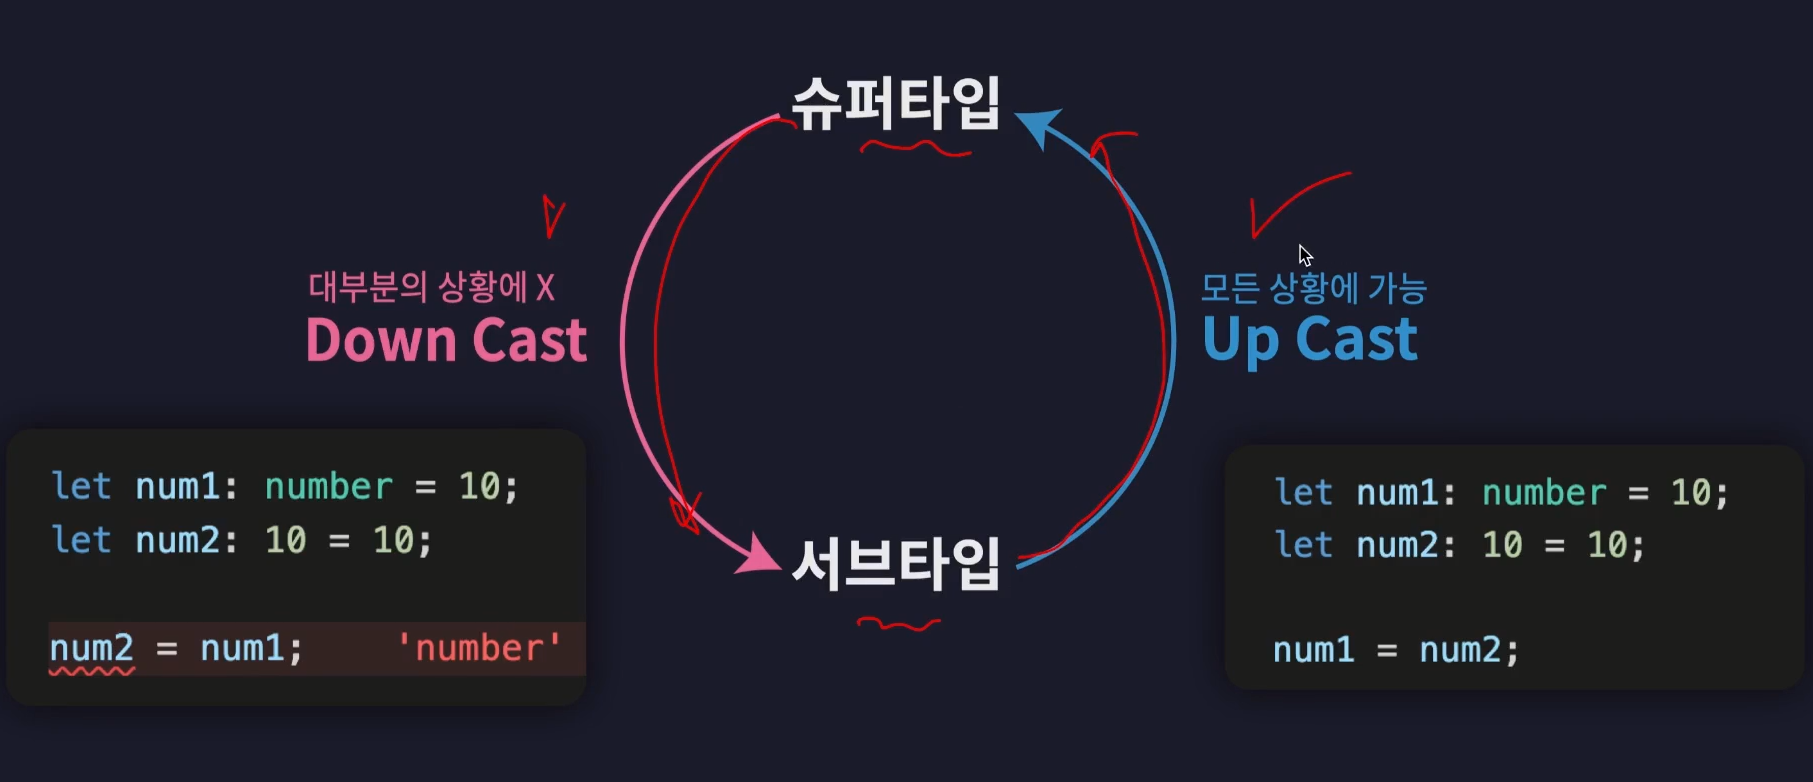 슈퍼타입
대부분의 상황에 X
Down Cast
모든 상황에 가능
Up Cast
let num1: number = 10;
let num2: 10 = 10;
num2 = num1; 'number'
서브타입
let num1: number = 10;
let num2: 10 = 10;
num1 = num2;